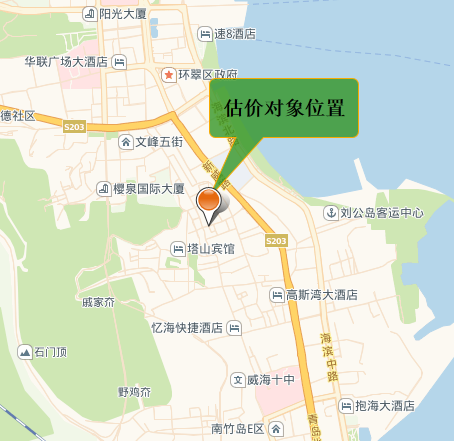 阳光大厦
速8酒店
华联广场大酒店
环翠区政府
估价对象位置
德社区
S203
文峰五街
樱泉国际大厦
刘公岛客运中心
S203
塔山宾馆
高斯湾大酒店
戚家夼
忆海快捷酒店
海滨中路
石门顶
威海十中
野鸡夼
抱海大酒店
南竹岛E区